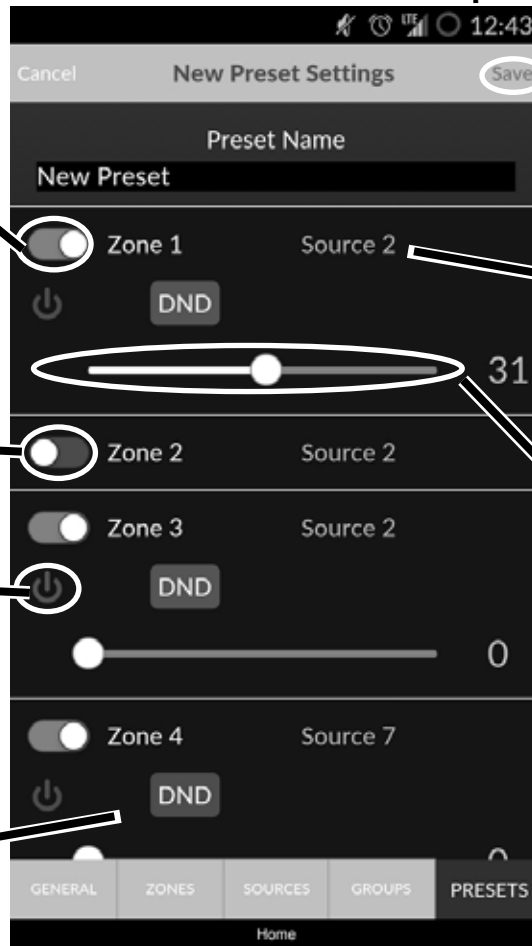 12:43
Cancel New Preset Settings Save
Preset Name
New Preset
Zone 1 Source 2
DND
31
Zone 2 Source 2
Zone 3 Source 2
DND
0
Zone 4 Source 7
DND
GENERAL ZONES SOURCES GROUPS PRESETS
Home